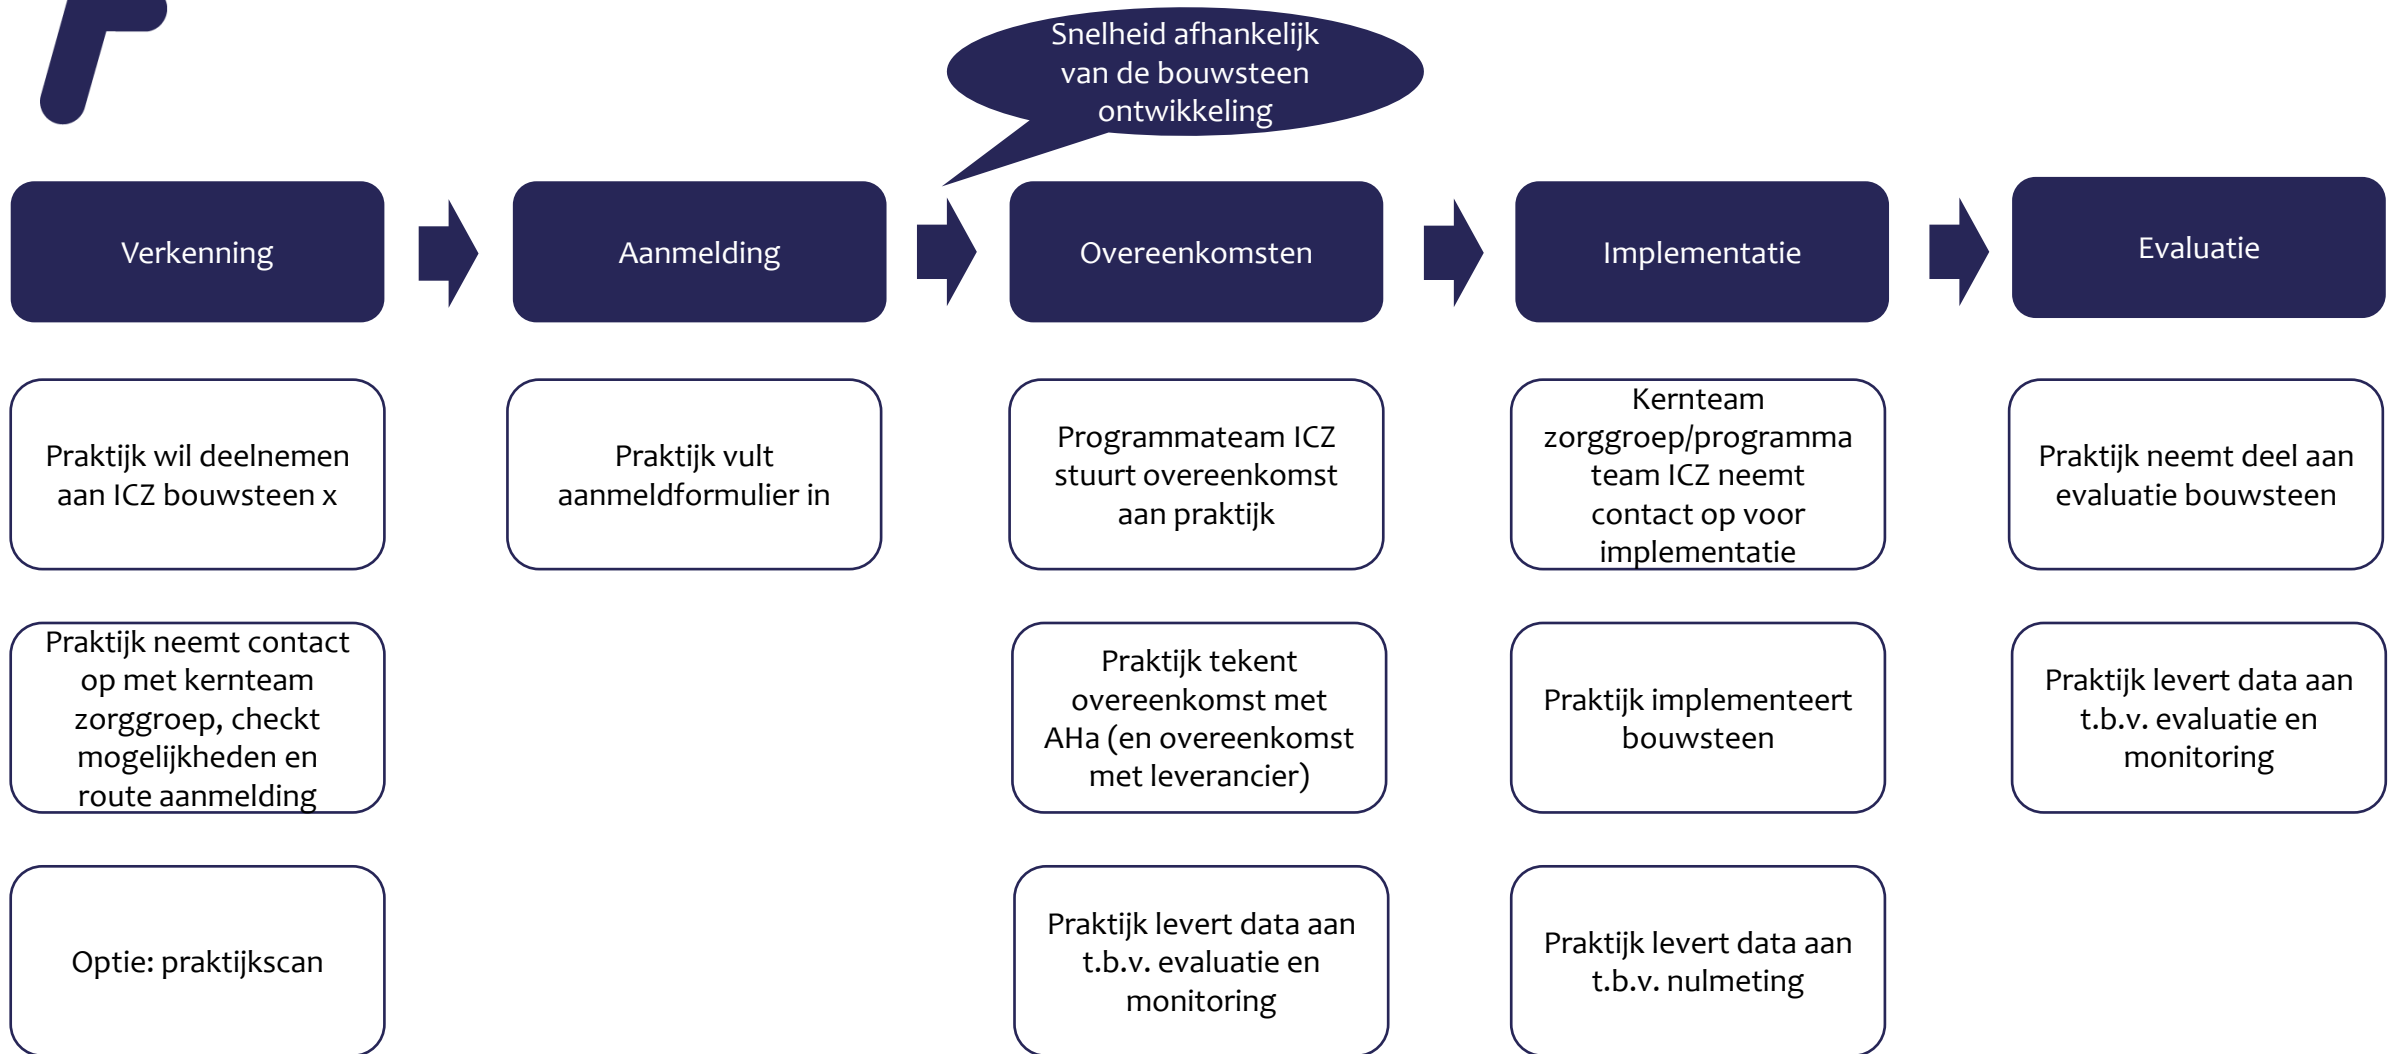 Snelheid afhankelijk
van de bouwsteen
ontwikkeling
Verkenning
Aanmelding
Overeenkomsten
Implementatie
Evaluatie
Praktijk wil deelnemen
aan ICZ bouwsteen x
Praktijk vult
aanmeldformulier in
Programmateam ICZ
stuurt overeenkomst
aan praktijk
Kernteam
zorggroep/programma
team ICZ neemt
contact op voor
implementatie
Praktijk neemt deel aan
evaluatie bouwsteen
Praktijk neemt contact
op met kernteam
zorggroep, checkt
mogelijkheden en
route aanmelding
Praktijk tekent
overeenkomst met
AHa (en overeenkomst
met leverancier)
Praktijk implementeert
bouwsteen
Praktijk levert data aan
t.b.v. evaluatie en
monitoring
Optie: praktijkscan
Praktijk levert data aan
t.b.v. evaluatie en
monitoring
Praktijk levert data aan
t.b.v. nulmeting